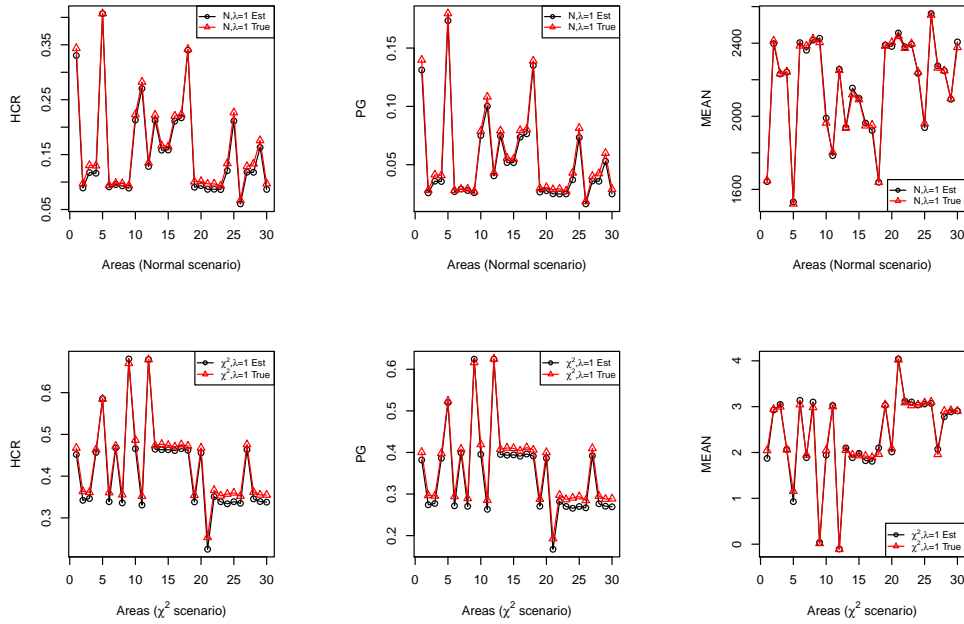 HCR
0.05 0.15 0.25 0.35
0 5 10 15 20 25 30
Areas (Normal scenario)
N,λ=1 Est
N,λ=1 True
PG
0.05 0.10 0.15
0 5 10 15 20 25 30
Areas (Normal scenario)
N,λ=1 Est
N,λ=1 True
MEAN
1600 2000 2400
0 5 10 15 20 25 30
Areas (Normal scenario)
N,λ=1 Est
N,λ=1 True
HCR
0.3 0.4 0.5 0.6
0 5 10 15 20 25 30
Areas (χ² scenario)
χ²,λ=1 Est
χ²,λ=1 True
PG
0.2 0.3 0.4 0.5 0.6
0 5 10 15 20 25 30
Areas (χ² scenario)
χ²,λ=1 Est
χ²,λ=1 True
MEAN
0 1 2 3 4
0 5 10 15 20 25 30
Areas (χ² scenario)
χ²,λ=1 Est
χ²,λ=1 True